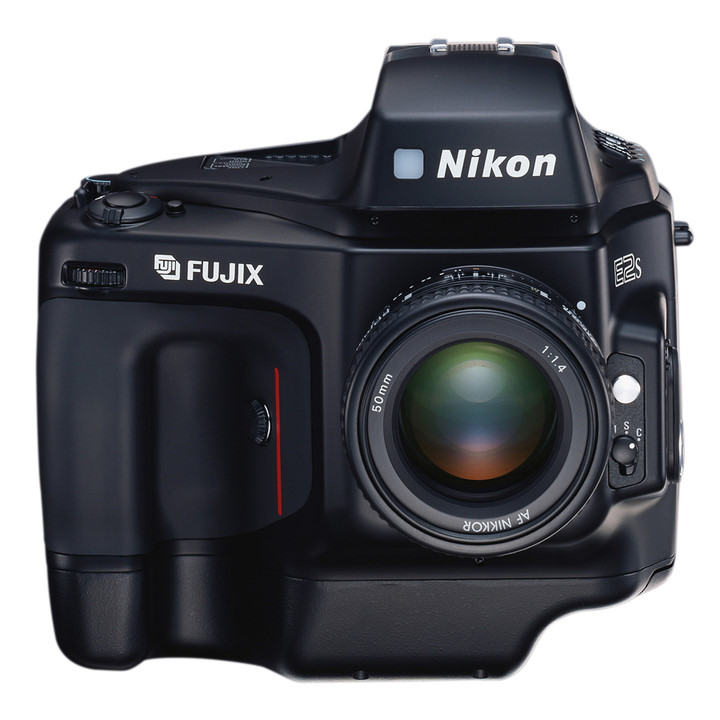 Nikon
FUJIX
E2S
1:1.4
50mm
AF NIKKOR
S C